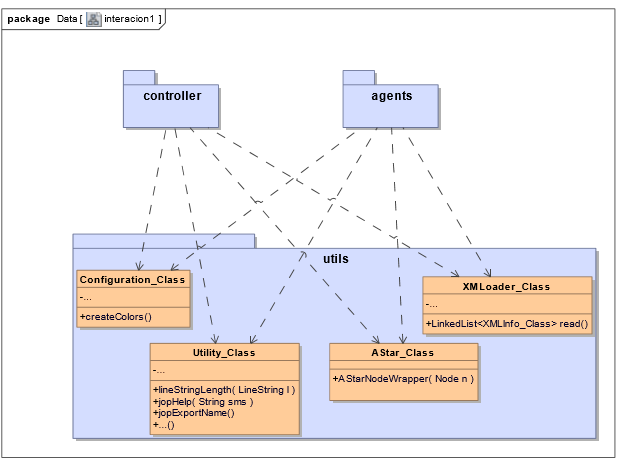 package Data [ interacion1 ]
controller
agents
utils
Configuration_Class
-...
+createColors()
XMLoader_Class
-...
+LinkedList<XMLInfo_Class> read()
Utility_Class
-...
+lineStringLength( LineString l )
+jopHelp( String sms )
+jopExportName()
+...()
AStar_Class
+AStarNodeWrapper( Node n )